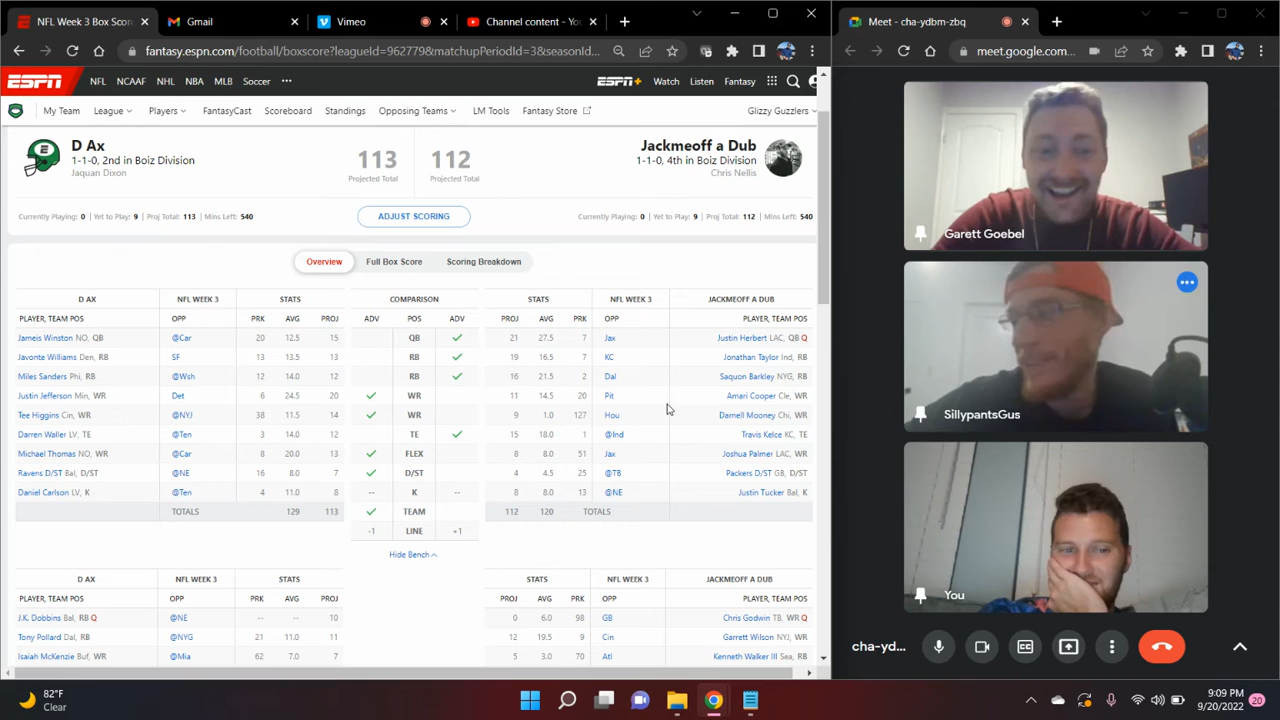 NFL Week 3 Box Scor
Gmail
Vimeo
Channel content - Yo
Meet - cha-ydbm-zbq
fantasy.espn.com/football/boxscore?leagueId=962779&matchupPeriodId=3&seasonId
meet.google.com...
ESPN NFL NCAAF NHL NBA MLB Soccer ••• ESPN+ Watch Listen Fantasy
My Team League Players FantasyCast Scoreboard Standings Opposing Teams LM Tools Fantasy Store Glizzy Guzzlers
D Ax
1-1-0, 2nd in Boiz Division
Jaquan Dixon
113
Projected Total
112
Projected Total
Jackmeoff a Dub
1-1-0, 4th in Boiz Division
Chris Nellis
Currently Playing: 0 | Yet to Play: 9 | Proj Total: 113 | Mins Left: 540
ADJUST SCORING
Currently Playing: 0 | Yet to Play: 9 | Proj Total: 112 | Mins Left: 540
Overview Full Box Score Scoring Breakdown
D AX NFL WEEK 3 STATS COMPARISON STATS NFL WEEK 3 JACKMEOFF A DUB
PLAYER, TEAM POS OPP PRK AVG PROJ ADV POS ADV PROJ AVG PRK OPP PLAYER, TEAM POS
Jameis Winston NO, QB @Car 20 12.5 15 QB 21 27.5 7 Jax Justin Herbert LAC, QB Q
Javonte Williams Den, RB SF 13 13.5 13 RB 19 16.5 7 KC Jonathan Taylor Ind, RB
Miles Sanders Phi, RB @Wsh 12 14.0 12 RB 16 21.5 2 Dal Saquon Barkley NYG, RB
Justin Jefferson Min, WR Det 6 24.5 20 WR 11 14.5 20 Pit Amari Cooper Cle, WR
Tee Higgins Cin, WR @NYJ 38 11.5 14 WR 9 1.0 127 Hou Darnell Mooney Chi, WR
Darren Waller LV, TE @Ten 3 14.0 12 TE 15 18.0 1 @Ind Travis Kelce KC, TE
Michael Thomas NO, WR @Car 8 20.0 13 FLEX 8 8.0 51 Jax Joshua Palmer LAC, WR
Ravens D/ST Bal, D/ST @NE 16 8.0 7 D/ST 4 4.5 25 @TB Packers D/ST GB, D/ST
Daniel Carlson LV, K @Ten 4 11.0 8 -- K -- 8 8.0 13 @NE Justin Tucker Bal, K
TOTALS 129 113 TEAM 112 120 TOTALS
-1 LINE +1
Hide Bench
D AX NFL WEEK 3 STATS STATS NFL WEEK 3 JACKMEOFF A DUB
PLAYER, TEAM POS OPP PRK AVG PROJ PROJ AVG PRK OPP PLAYER, TEAM POS
J.K. Dobbins Bal, RB Q @NE -- -- 10 0 6.0 98 GB Chris Godwin TB, WR Q
Tony Pollard Dal, RB @NYG 21 11.0 11 12 19.5 9 Cin Garrett Wilson NYJ, WR
Isaiah McKenzie Buf, WR @Mia 62 7.0 7 5 3.0 70 Atl Kenneth Walker III Sea, RB
Garett Goebel
SillypantsGus
You
cha-yd...
82°F
Clear
9:09 PM
9/20/2022
20